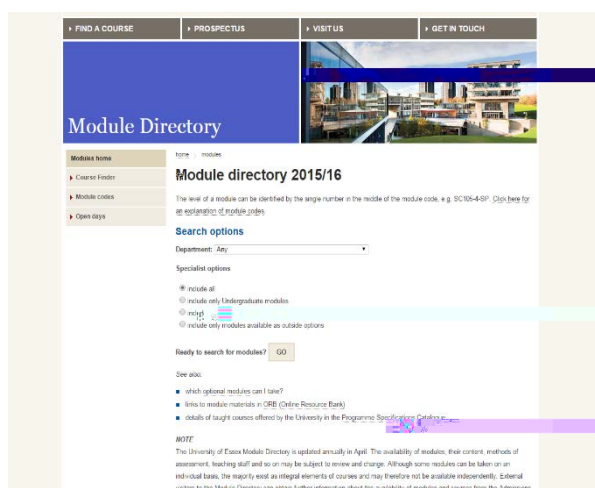 FIND A COURSE
PROSPECTUS
VISIT US
GET IN TOUCH
Module Directory
Modules home
Course Finder
Module codes
Open days
home modules
Module directory 2015/16
The level of a module can be identified by the single number in the middle of the module code, e.g. SC105-4-SP. Click here for
an explanation of module codes.
Search options
Department: Any
Specialist options
include all
include only Undergraduate modules
include only modules available as outside options
Ready to search for modules? GO
See also:
which optional modules can I take?
links to module materials in ORB (Online Resource Bank)
details of taught courses offered by the University in the Programme Specifications Catalogue
NOTE
The University of Essex Module Directory is updated annually in April. The availability of modules, their content, methods of
assessment, teaching staff and so on may be subject to review and change. Although some modules can be taken on an
individual basis, the majority exist as integral elements of courses and may therefore not be available independently. External